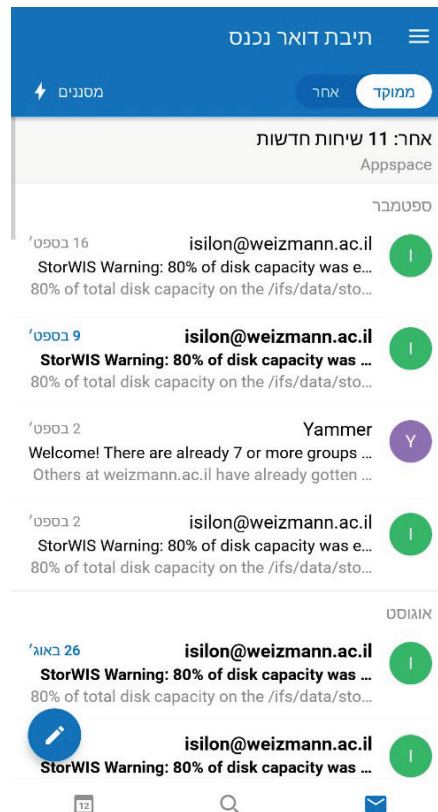 תיבת דואר נכנס
ממוקד אחר מסננים
אחר: 11 שיחות חדשות
Appspace
ספטמבר
I
isilon@weizmann.ac.il 16 בספט׳
StorWIS Warning: 80% of disk capacity was e...
80% of total disk capacity on the /ifs/data/sto...
I
isilon@weizmann.ac.il 9 בספט׳
StorWIS Warning: 80% of disk capacity was ...
80% of total disk capacity on the /ifs/data/sto...
Y
Yammer 2 בספט׳
Welcome! There are already 7 or more groups ...
Others at weizmann.ac.il have already gotten ...
I
isilon@weizmann.ac.il 2 בספט׳
StorWIS Warning: 80% of disk capacity was e...
80% of total disk capacity on the /ifs/data/sto...
אוגוסט
I
isilon@weizmann.ac.il 26 באוג׳
StorWIS Warning: 80% of disk capacity was ...
80% of total disk capacity on the /ifs/data/sto...
I
isilon@weizmann.ac.il
StorWIS Warning: 80% of disk capacity was ...
12